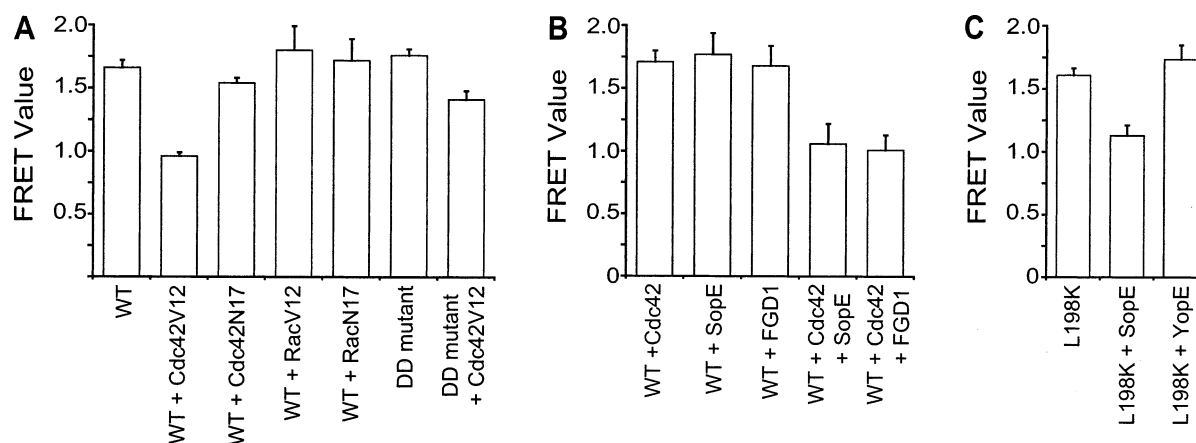 A
FRET Value
2.0
1.5
1.0
0.5
WT
WT + Cdc42V12
WT + Cdc42N17
WT + RacV12
WT + RacN17
DD mutant
DD mutant
+ Cdc42V12
B
FRET Value
2.0
1.5
1.0
0.5
0
WT +Cdc42
WT + SopE
WT + FGD1
WT + Cdc42
+ SopE
WT + Cdc42
+ FGD1
C
FRET Value
2.0
1.5
1.0
0.5
0
L198K
L198K + SopE
L198K + YopE